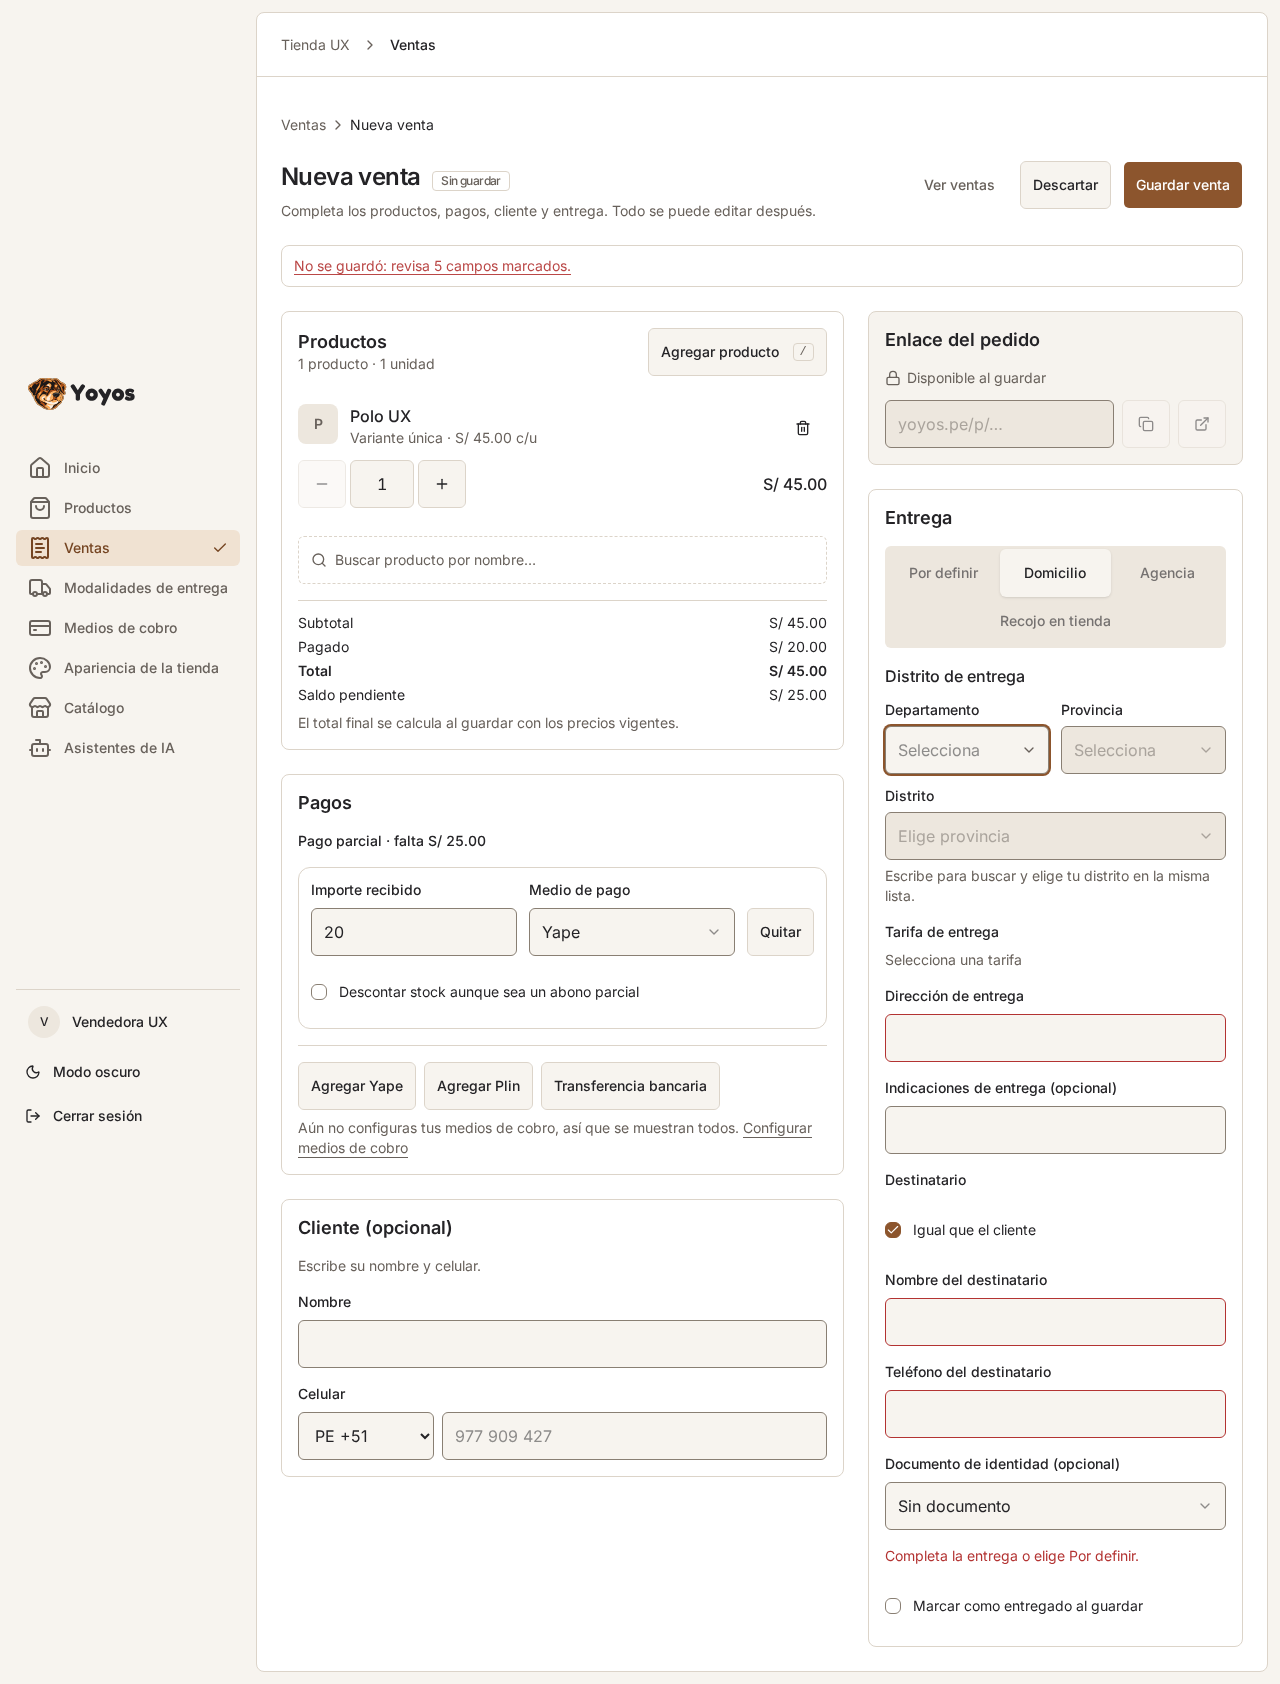 Tienda UX
Ventas
Yoyos
Inicio
Productos
Ventas
Modalidades de entrega
Medios de cobro
Apariencia de la tienda
Catálogo
Asistentes de IA
V
Vendedora UX
Modo oscuro
Cerrar sesión
Ventas
Nueva venta
Nueva venta
Sin guardar
Completa los productos, pagos, cliente y entrega. Todo se puede editar después.
Ver ventas
Descartar
Guardar venta
No se guardó: revisa 5 campos marcados.
Productos
1 producto · 1 unidad
Agregar producto
/
P
Polo UX
Variante única · S/ 45.00 c/u
1
S/ 45.00
Buscar producto por nombre...
Subtotal S/ 45.00
Pagado S/ 20.00
Total S/ 45.00
Saldo pendiente S/ 25.00
El total final se calcula al guardar con los precios vigentes.
Pagos
Pago parcial · falta S/ 25.00
Importe recibido
20
Medio de pago
Yape
Quitar
Descontar stock aunque sea un abono parcial
Agregar Yape
Agregar Plin
Transferencia bancaria
Aún no configuras tus medios de cobro, así que se muestran todos. Configurar
medios de cobro
Cliente (opcional)
Escribe su nombre y celular.
Nombre
Celular
PE +51
977 909 427
Enlace del pedido
Disponible al guardar
yoyos.pe/p/...
Entrega
Por definir
Domicilio
Agencia
Recojo en tienda
Distrito de entrega
Departamento
Selecciona
Provincia
Selecciona
Distrito
Elige provincia
Escribe para buscar y elige tu distrito en la misma
lista.
Tarifa de entrega
Selecciona una tarifa
Dirección de entrega
Indicaciones de entrega (opcional)
Destinatario
Igual que el cliente
Nombre del destinatario
Teléfono del destinatario
Documento de identidad (opcional)
Sin documento
Completa la entrega o elige Por definir.
Marcar como entregado al guardar